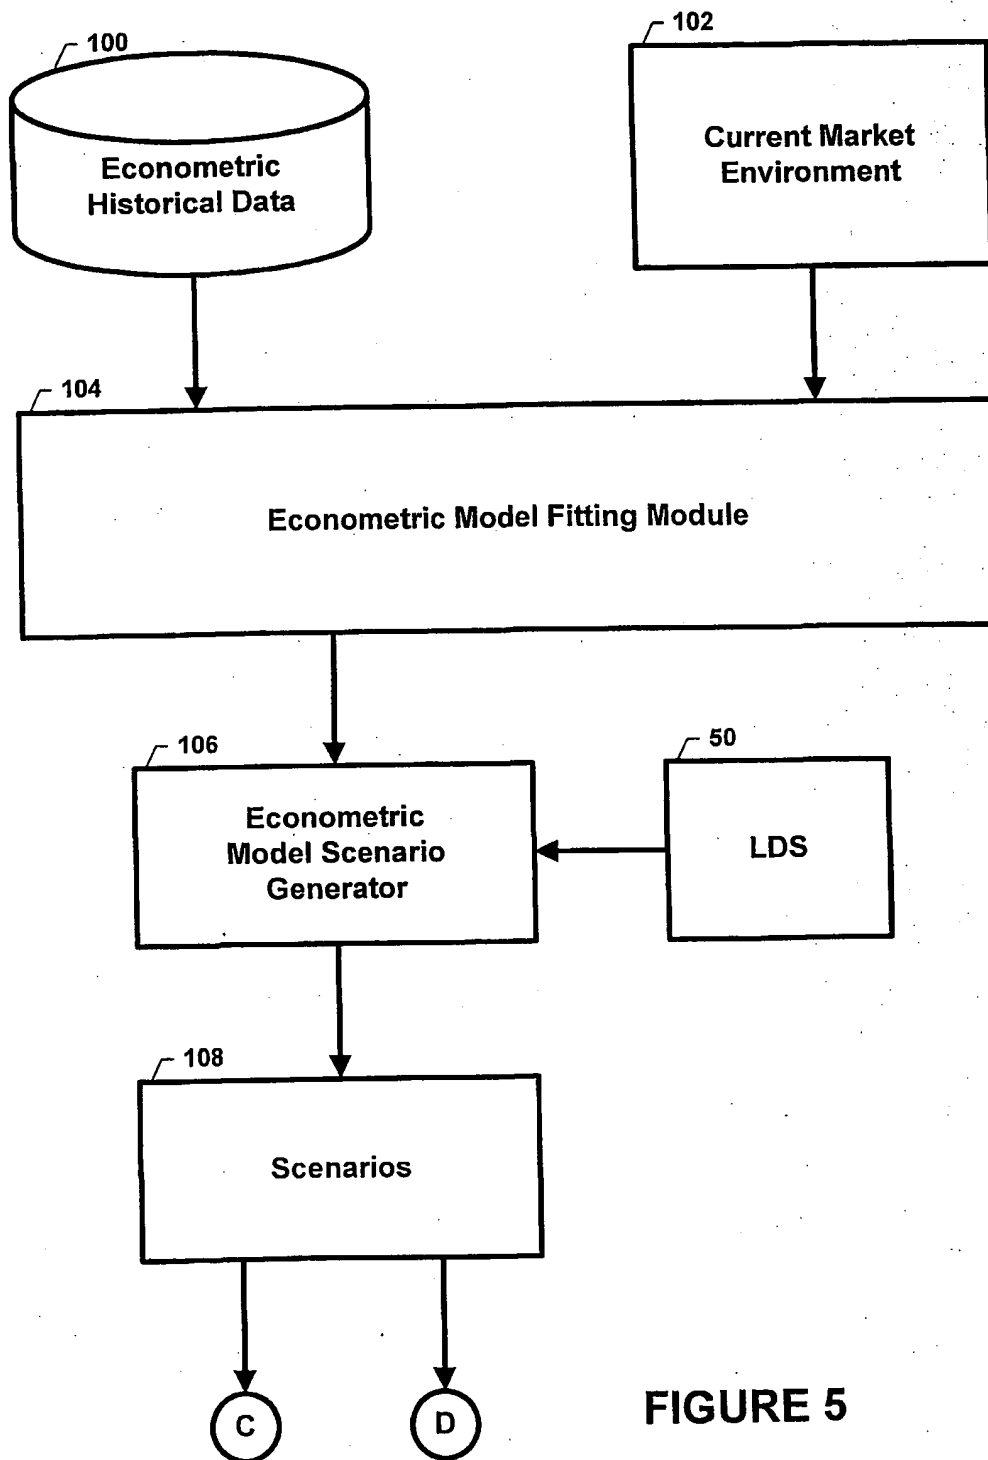 100
102
Econometric
Historical Data
Current Market
Environment
104
Econometric Model Fitting Module
106
50
Econometric
Model Scenario
Generator
LDS
108
Scenarios
C
D
FIGURE 5